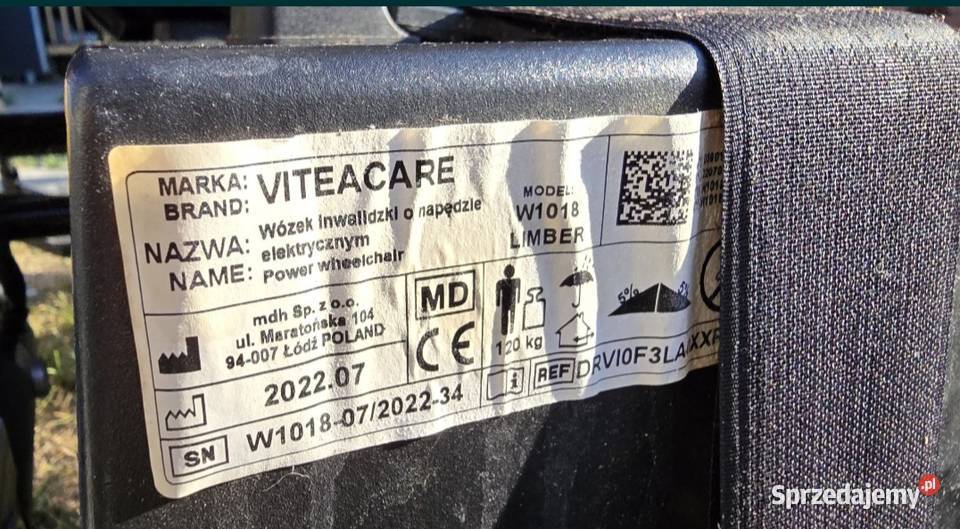 MARKA: VITEACARE
BRAND:
MODEL:
W1018
LIMBER
NAZWA: Wózek inwalidzki o napędzie
elektrycznym
NAME: Power wheelchair
mdh Sp. z o.o.
ul. Maratońska 104
94-007 Łódź POLAND
MD
CE
120 kg
5%
2022.07
REF DRVI0F3LA
SN W1018-07/2022-34
Sprzedajemy.pl